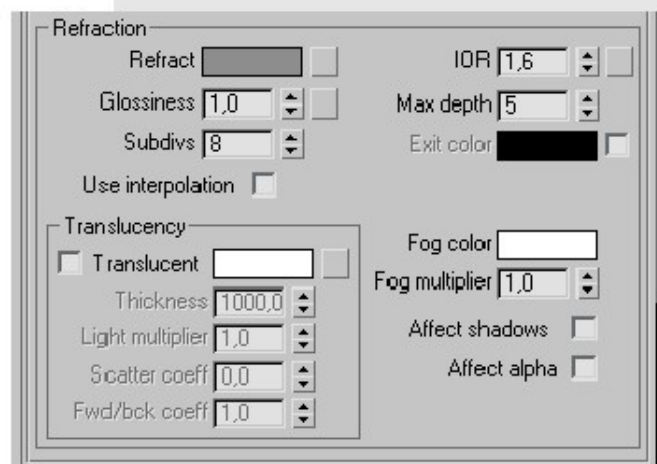 Refraction
Refract IOR 1,6
Glossiness 1,0 Max depth 5
Subdivs 8 Exit color
Use interpolation
Translucency
Translucent Fog color
Thickness 1000,0 Fog multiplier 1,0
Light multiplier 1,0 Affect shadows
Scatter coeff 0,0 Affect alpha
Fwd/bck coeff 1,0